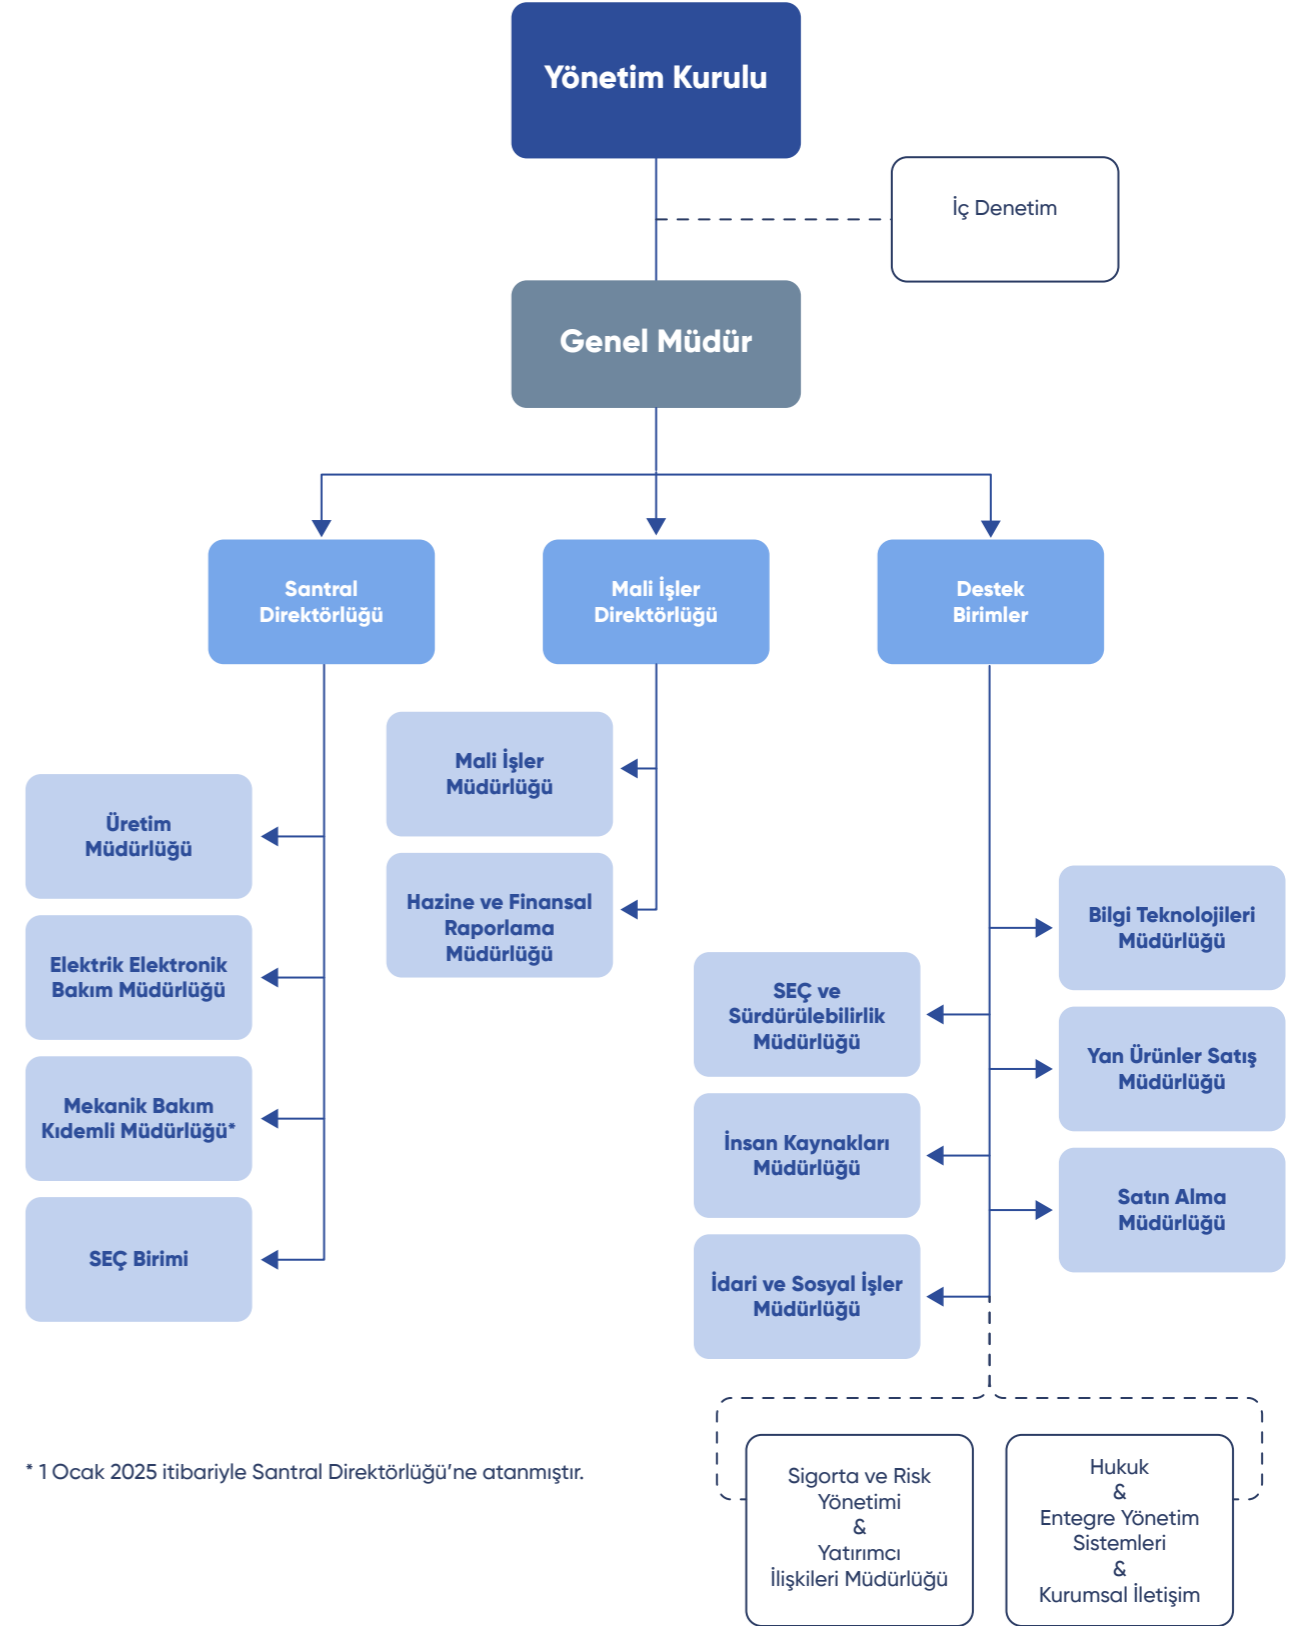 Yönetim Kurulu
İç Denetim
Genel Müdür
Santral
Direktörlüğü
Mali İşler
Direktörlüğü
Destek
Birimler
Mali İşler
Müdürlüğü
Hazine ve Finansal
Raporlama
Müdürlüğü
Üretim
Müdürlüğü
Elektrik Elektronik
Bakım Müdürlüğü
Mekanik Bakım
Kıdemli Müdürlüğü*
SEÇ Birimi
SEÇ ve
Sürdürülebilirlik
Müdürlüğü
İnsan Kaynakları
Müdürlüğü
İdari ve Sosyal İşler
Müdürlüğü
Bilgi Teknolojileri
Müdürlüğü
Yan Ürünler Satış
Müdürlüğü
Satın Alma
Müdürlüğü
Sigorta ve Risk
Yönetimi
&
Yatırımcı
İlişkileri Müdürlüğü
Hukuk
&
Entegre Yönetim
Sistemleri
&
Kurumsal İletişim
* 1 Ocak 2025 itibariyle Santral Direktörlüğü’ne atanmıştır.